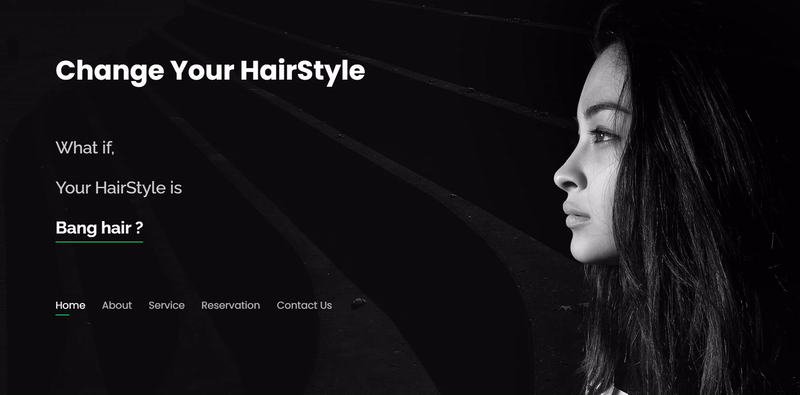 Change Your HairStyle
What if,
Your HairStyle is
Bang hair ?
Home About Service Reservation Contact Us